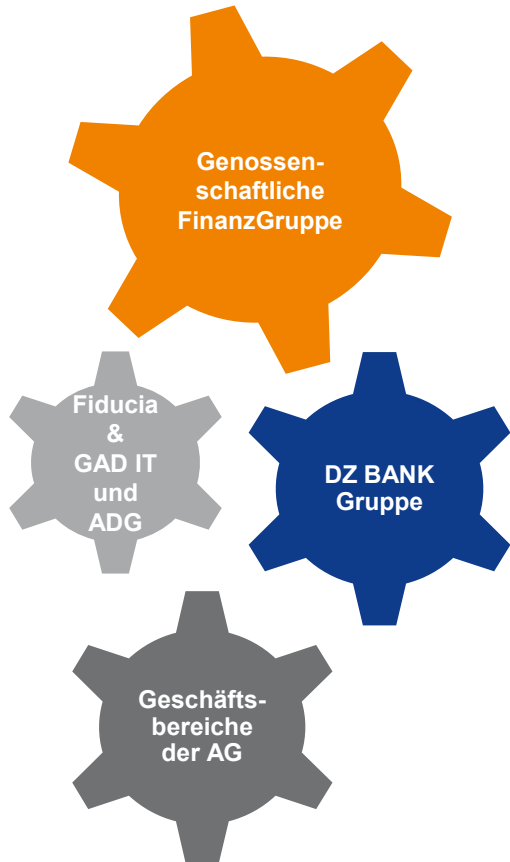 Genossen-
schaftliche
FinanzGruppe
Fiducia
&
GAD IT
und
ADG
DZ BANK
Gruppe
Geschäfts-
bereiche
der AG